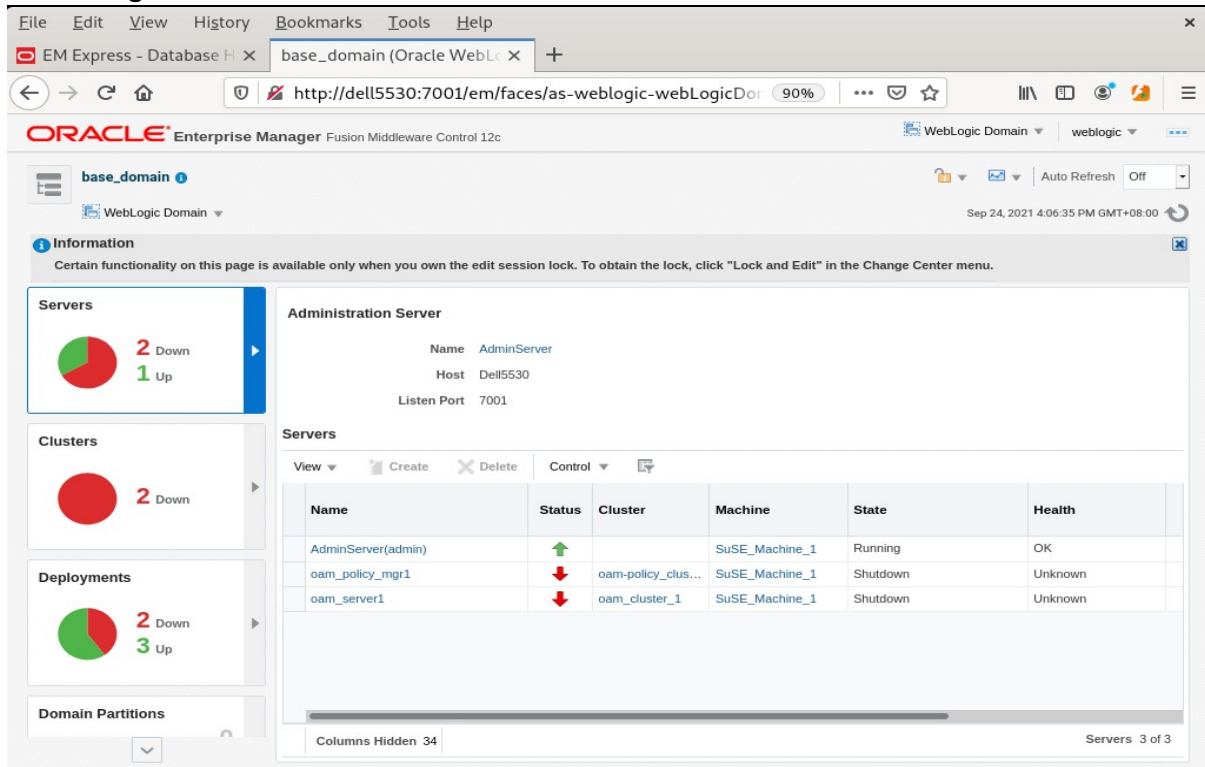 File Edit View History Bookmarks Tools Help
EM Express - Database H base_domain (Oracle WebLo
http://dell5530:7001/em/faces/as-weblogic-webLogicDor 90%
ORACLE Enterprise Manager Fusion Middleware Control 12c WebLogic Domain weblogic
base_domain Auto Refresh Off
WebLogic Domain Sep 24, 2021 4:06:35 PM GMT+08:00
Information
Certain functionality on this page is available only when you own the edit session lock. To obtain the lock, click "Lock and Edit" in the Change Center menu.
Servers
2 Down
1 Up
Clusters
2 Down
Deployments
2 Down
3 Up
Domain Partitions
Administration Server
Name AdminServer
Host Dell5530
Listen Port 7001
Servers
View Create Delete Control
Name Status Cluster Machine State Health
AdminServer(admin) SuSE_Machine_1 Running OK
oam_policy_mgr1 oam-policy_clus... SuSE_Machine_1 Shutdown Unknown
oam_server1 oam_cluster_1 SuSE_Machine_1 Shutdown Unknown
Columns Hidden 34 Servers 3 of 3